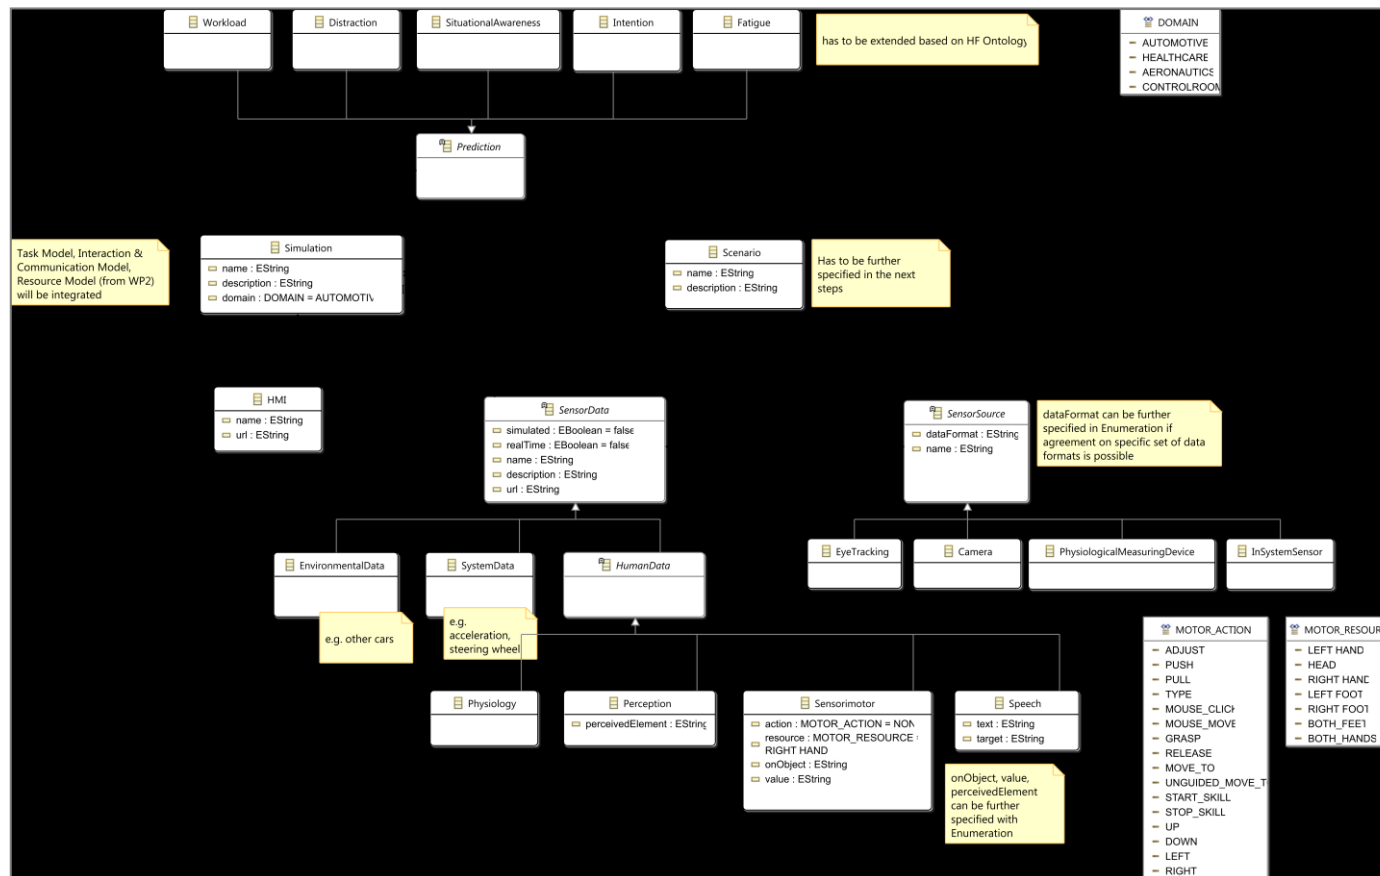 Workload
Distraction
SituationalAwareness
Intention
Fatigue
has to be extended based on HF Ontology
DOMAIN
AUTOMOTIVE
HEALTHCARE
AERONAUTICS
CONTROLROOM
Prediction
Task Model, Interaction &
Communication Model,
Resource Model (from WP2)
will be integrated
Simulation
name : EString
description : EString
domain : DOMAIN = AUTOMOTIV
Scenario
name : EString
description : EString
Has to be further
specified in the next
steps
HMI
name : EString
url : EString
SensorData
simulated : EBoolean = false
realTime : EBoolean = false
name : EString
description : EString
url : EString
SensorSource
dataFormat : EString
name : EString
dataFormat can be further
specified in Enumeration if
agreement on specific set of data
formats is possible
EnvironmentalData
SystemData
HumanData
EyeTracking
Camera
PhysiologicalMeasuringDevice
InSystemSensor
e.g. other cars
e.g.
acceleration,
steering wheel
Physiology
Perception
perceivedElement : EString
Sensorimotor
action : MOTOR_ACTION = NON
resource : MOTOR_RESOURCE =
RIGHT HAND
onObject : EString
value : EString
Speech
text : EString
target : EString
onObject, value,
perceivedElement
can be further
specified with
Enumeration
MOTOR_ACTION
ADJUST
PUSH
PULL
TYPE
MOUSE_CLICK
MOUSE_MOVE
GRASP
RELEASE
MOVE_TO
UNGUIDED_MOVE_T
START_SKILL
STOP_SKILL
UP
DOWN
LEFT
RIGHT
MOTOR_RESOUR
LEFT HAND
HEAD
RIGHT HAND
LEFT FOOT
RIGHT FOOT
BOTH_FEET
BOTH_HANDS